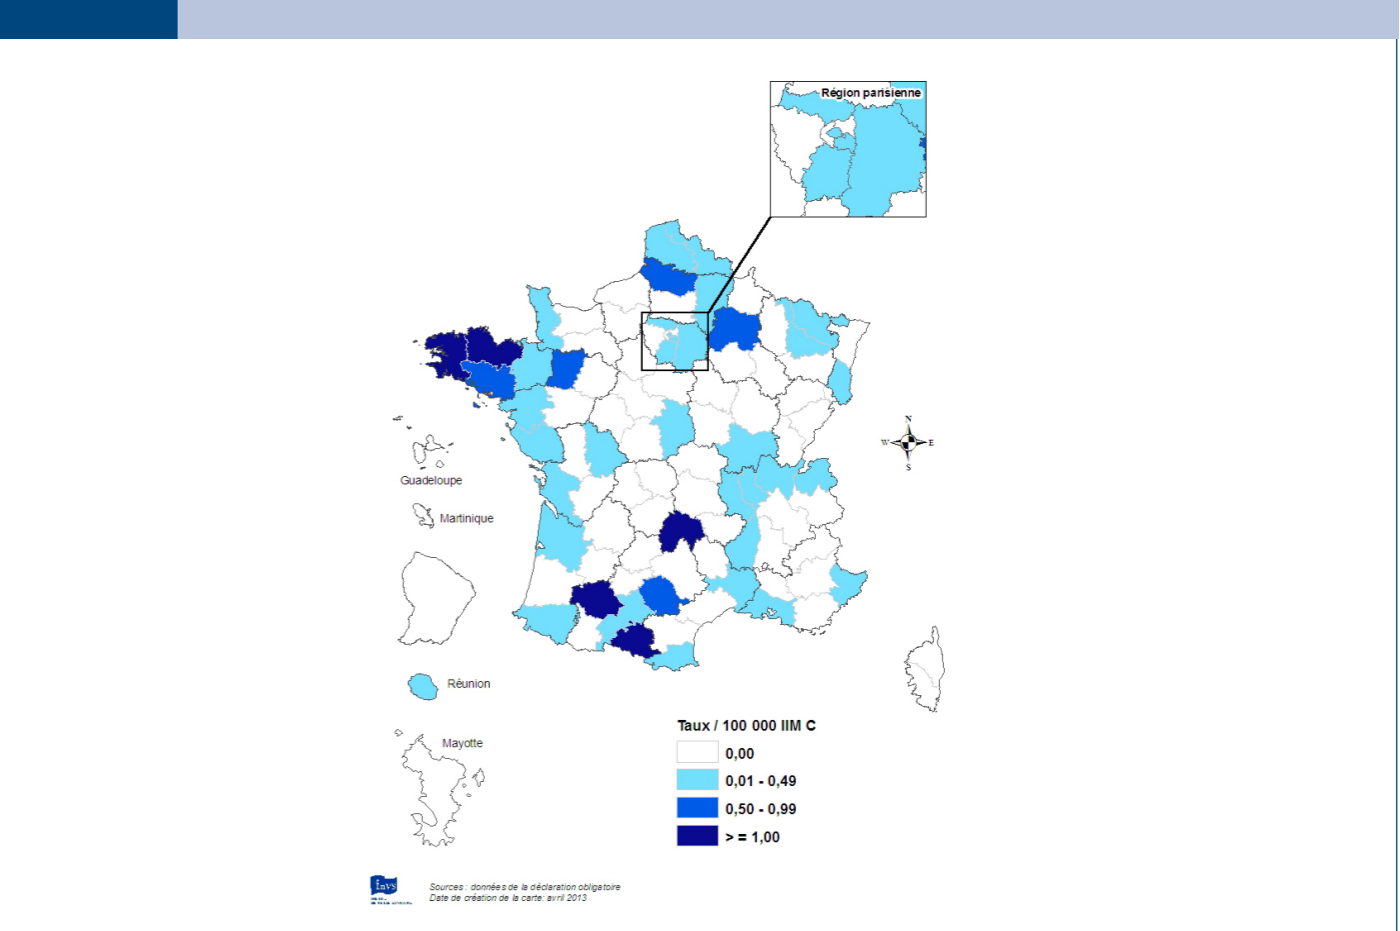 Région parisienne
N
W E
S
Guadeloupe
Martinique
Réunion
Mayotte
Taux / 100 000 IIM C
0,00
0,01 - 0,49
0,50 - 0,99
> = 1,00
invs
Sources : données de la déclaration obligatoire
Date de création de la carte: avril 2013